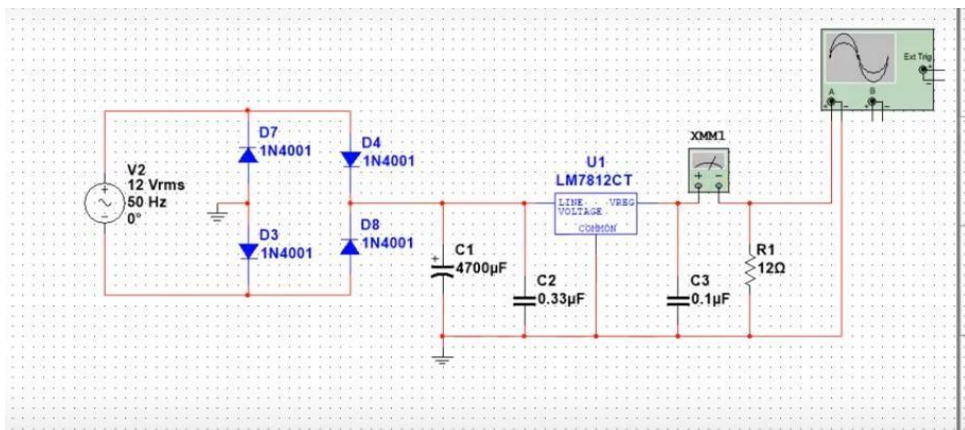 Ext Trig
+
−
A
B
+ −
+ −
XMM1
+ −
D7
1N4001
D4
1N4001
V2
12 Vrms
50 Hz
0°
+
−
U1
LM7812CT
LINE VREG
VOLTAGE
COMMON
D3
1N4001
D8
1N4001
+
C1
4700µF
C2
0.33µF
C3
0.1µF
R1
12Ω